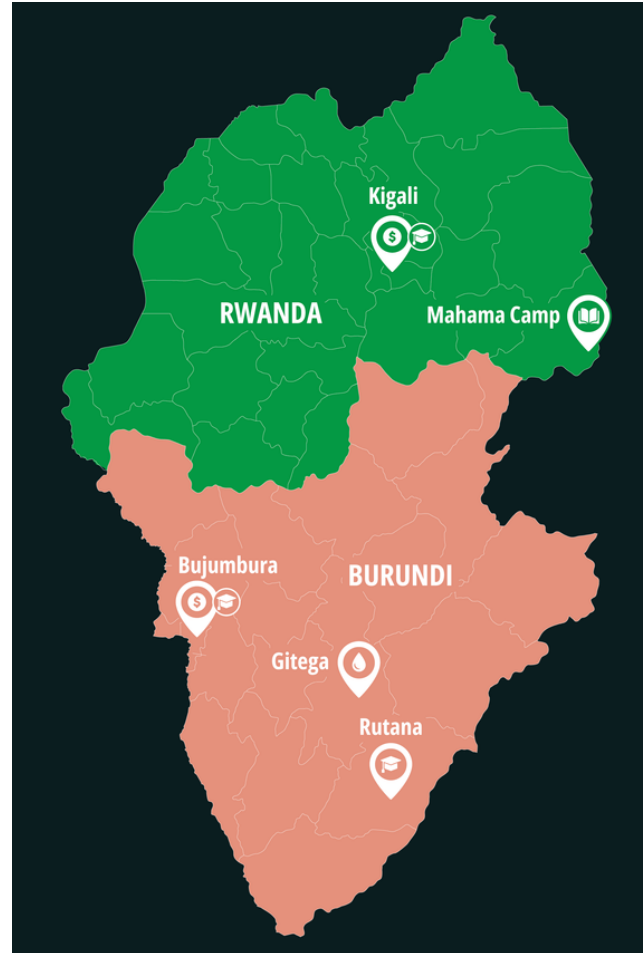 Kigali
$
RWANDA
Mahama Camp
Bujumbura
$
BURUNDI
Gitega
Rutana